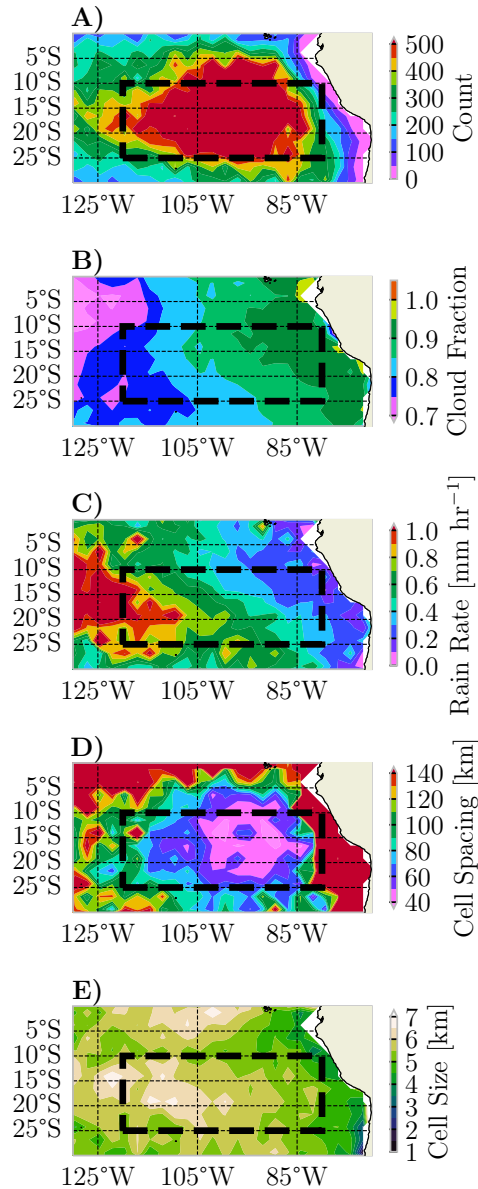 A)
5°S
10°S
15°S
20°S
25°S
125°W 105°W 85°W
500
400
300
200
100
0
Count
B)
5°S
10°S
15°S
20°S
25°S
125°W 105°W 85°W
1.0
0.9
0.8
0.7
Cloud Fraction
C)
5°S
10°S
15°S
20°S
25°S
125°W 105°W 85°W
1.0
0.8
0.6
0.4
0.2
0.0
Rain Rate [mm hr⁻¹]
D)
5°S
10°S
15°S
20°S
25°S
125°W 105°W 85°W
140
120
100
80
60
40
Cell Spacing [km]
E)
5°S
10°S
15°S
20°S
25°S
125°W 105°W 85°W
7
6
5
4
3
2
1
Cell Size [km]